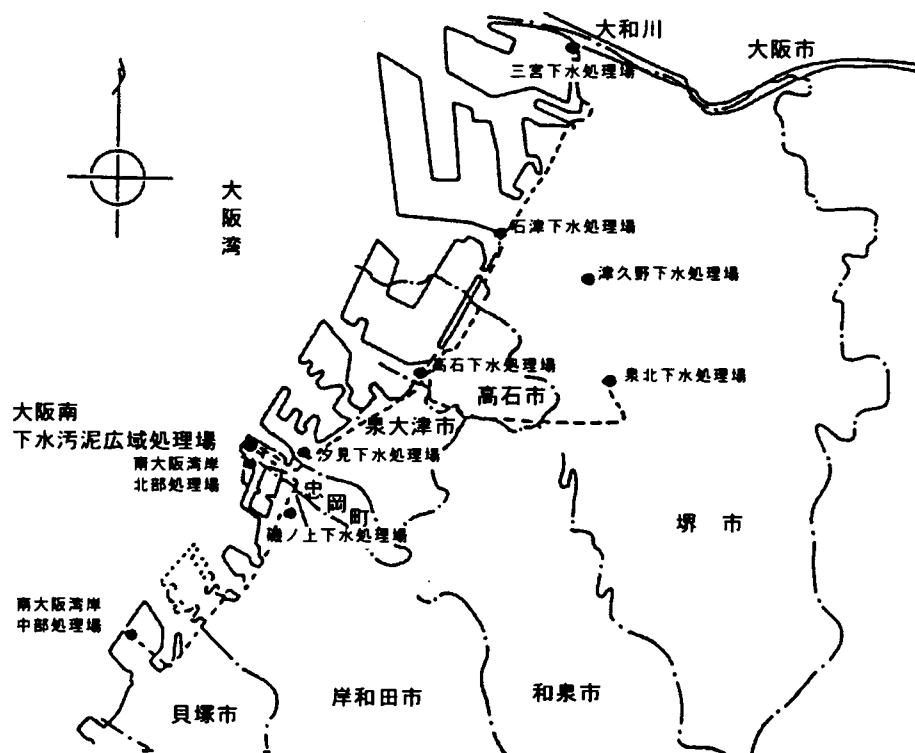 大和川
大阪市
三宮下水処理場
大阪湾
石津下水処理場
津久野下水処理場
高石下水処理場
泉北下水処理場
高石市
大阪南
下水汚泥広域処理場
泉大津市
汐見下水処理場
南大阪湾岸
北部処理場
忠岡町
堺市
磯ノ上下水処理場
南大阪湾岸
中部処理場
貝塚市
岸和田市
和泉市